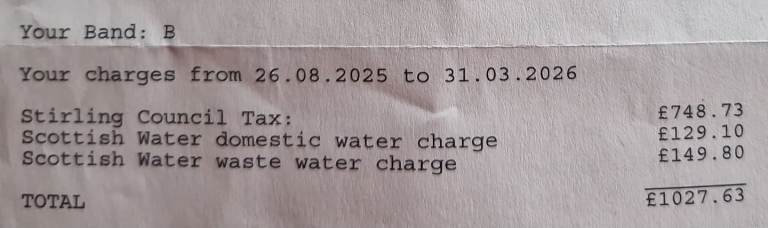 Your Band: B
Your charges from 26.08.2025 to 31.03.2026
Stirling Council Tax: £748.73
Scottish Water domestic water charge £129.10
Scottish Water waste water charge £149.80
TOTAL £1027.63